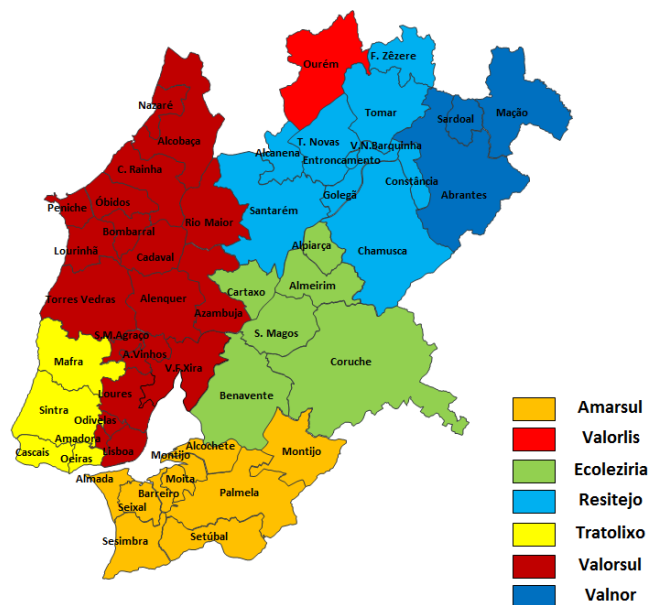 F. Zêzere
Ourém
Nazaré
Tomar
Sardoal
Mação
Alcobaça
T. Novas
V.N.Barquinha
Alcanena
Entroncamento
C. Rainha
Constância
Golegã
Abrantes
Peniche
Óbidos
Santarém
Rio Maior
Bombarral
Alpiarça
Lourinhã
Cadaval
Chamusca
Almeirim
Cartaxo
Torres Vedras
Alenquer
Azambuja
S.M.Agraço
S. Magos
A.Vinhos
Mafra
Coruche
V.F.Xira
Loures
Benavente
Sintra
Odivelas
Amadora
Alcochete
Cascais
Oeiras
Lisboa
Montijo
Montijo
Almada
Moita
Barreiro
Palmela
Seixal
Sesimbra
Setúbal
Amarsul
Valorlis
Ecoleziria
Resitejo
Tratolixo
Valorsul
Valnor